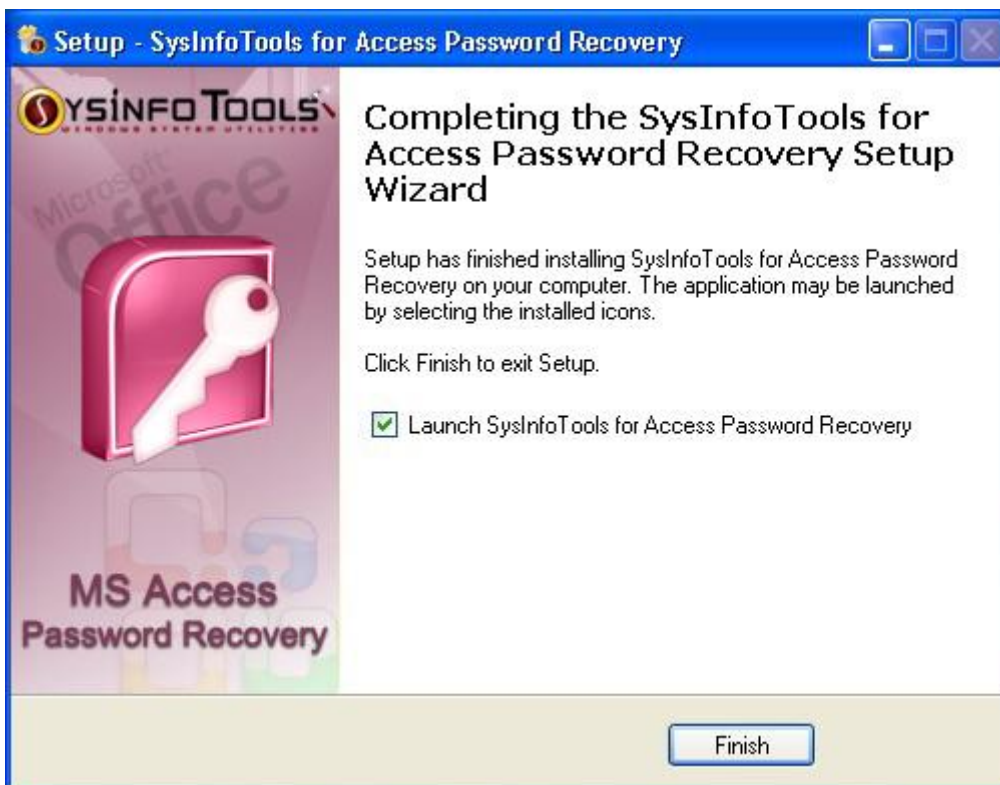 Setup - SysInfoTools for Access Password Recovery
SYSINFO TOOLS
WINDOWS SYSTEM UTILITIES
Microsoft
Office
MS Access
Password Recovery
Completing the SysInfoTools for
Access Password Recovery Setup
Wizard
Setup has finished installing SysInfoTools for Access Password
Recovery on your computer. The application may be launched
by selecting the installed icons.
Click Finish to exit Setup.
Launch SysInfoTools for Access Password Recovery
Finish